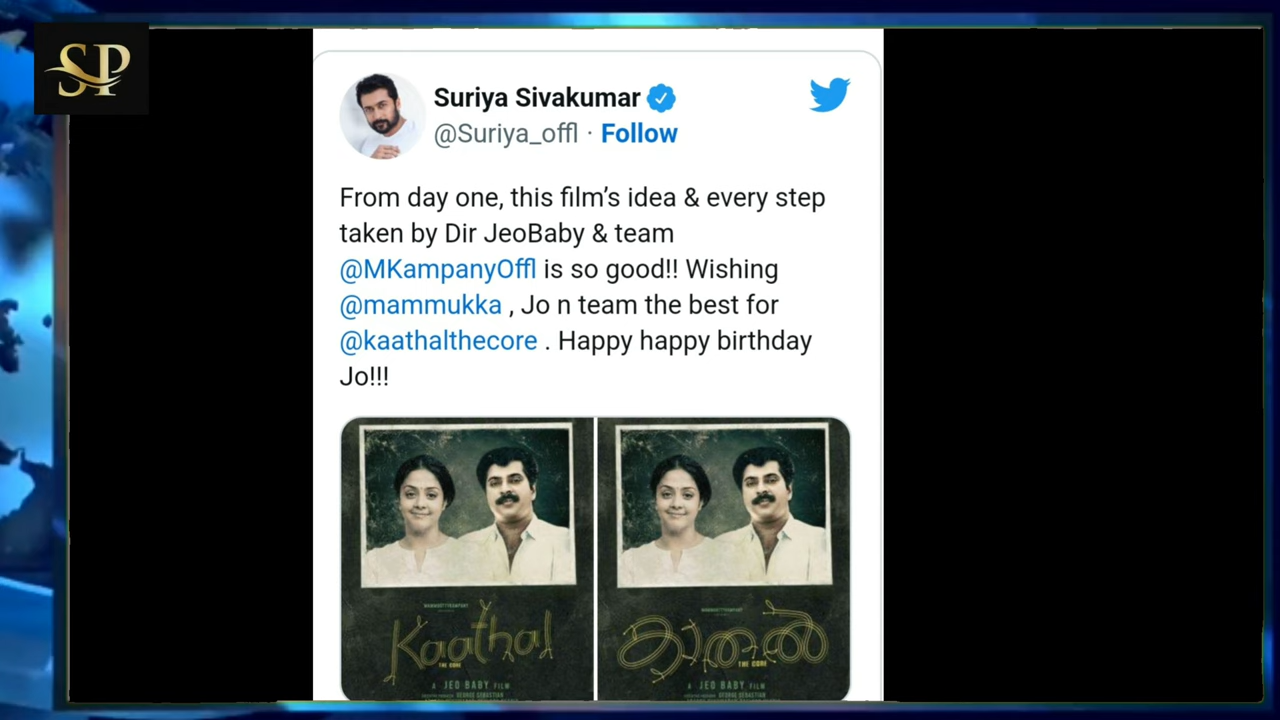 SP
Suriya Sivakumar
@Suriya_offl · Follow
From day one, this film’s idea & every step
taken by Dir JeoBaby & team
@MKampanyOffl is so good!! Wishing
@mammukka , Jo n team the best for
@kaathalthecore . Happy happy birthday
Jo!!!
Kaathal
THE CORE
A JEO BABY FILM
കാതൽ
THE CORE
A JEO BABY FILM